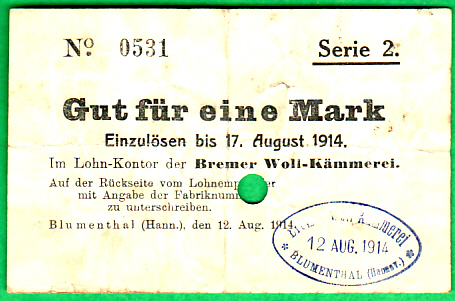 Nº. 0531 Serie 2.
Gut für eine Mark
Einzulösen bis 17. August 1914.
Im Lohn-Kontor der Bremer Woll-Kämmerei.
Auf der Rückseite vom
mit Angabe der
zu unterschreiben.
Blumenthal (Hann.), den 12. Aug. 1914
12 AUG. 1914
* BLUMENTHAL (Hannov.) *